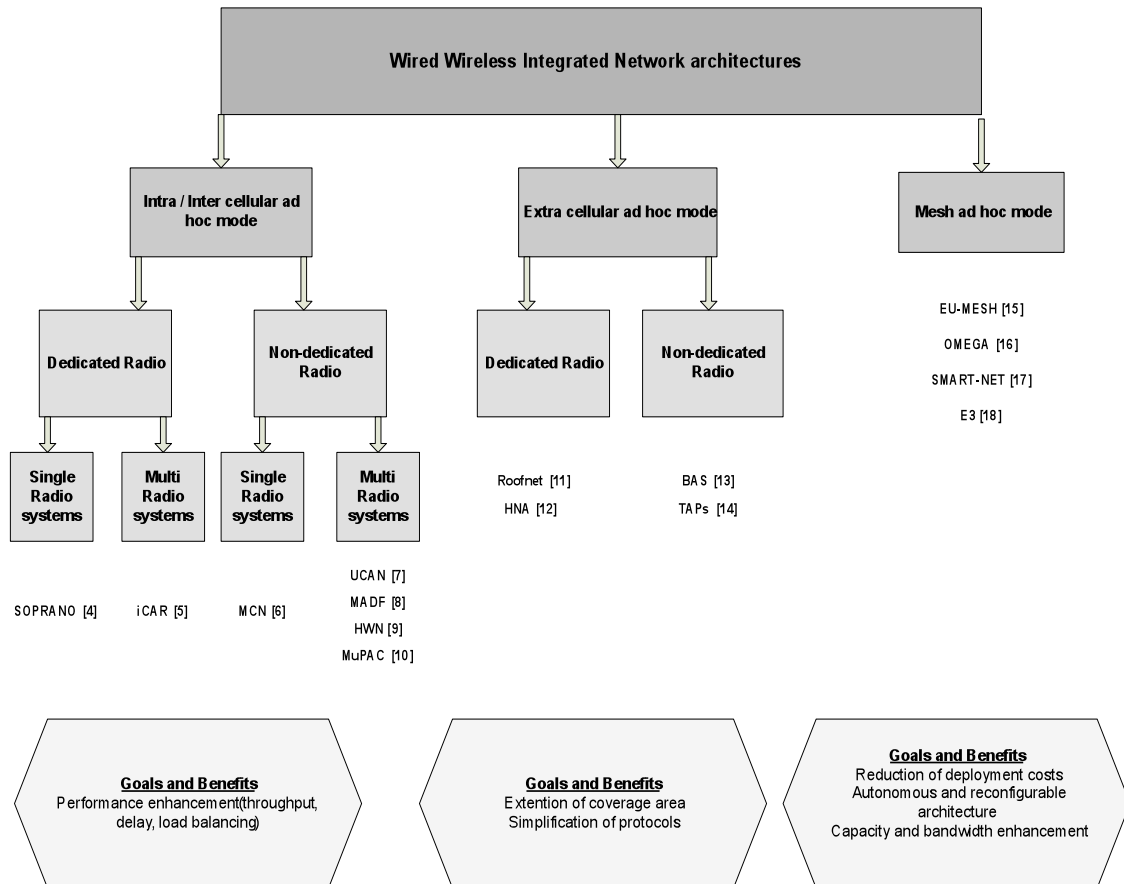 Wired Wireless Integrated Network architectures
Intra / Inter cellular ad
hoc mode
Extra cellular ad hoc mode
Mesh ad hoc mode
Dedicated Radio
Non-dedicated
Radio
Dedicated Radio
Non-dedicated
Radio
EU-MESH [15]
OMEGA [16]
SMART-NET [17]
E3 [18]
Single
Radio
systems
Multi
Radio
systems
Single
Radio
systems
Multi
Radio
systems
Roofnet [11]
HNA [12]
BAS [13]
TAPs [14]
SOPRANO [4]
iCAR [5]
MCN [6]
UCAN [7]
MADF [8]
HWN [9]
MuPAC [10]
Goals and Benefits
Performance enhancement(throughput,
delay, load balancing)
Goals and Benefits
Extention of coverage area
Simplification of protocols
Goals and Benefits
Reduction of deployment costs
Autonomous and reconfigurable
architecture
Capacity and bandwidth enhancement